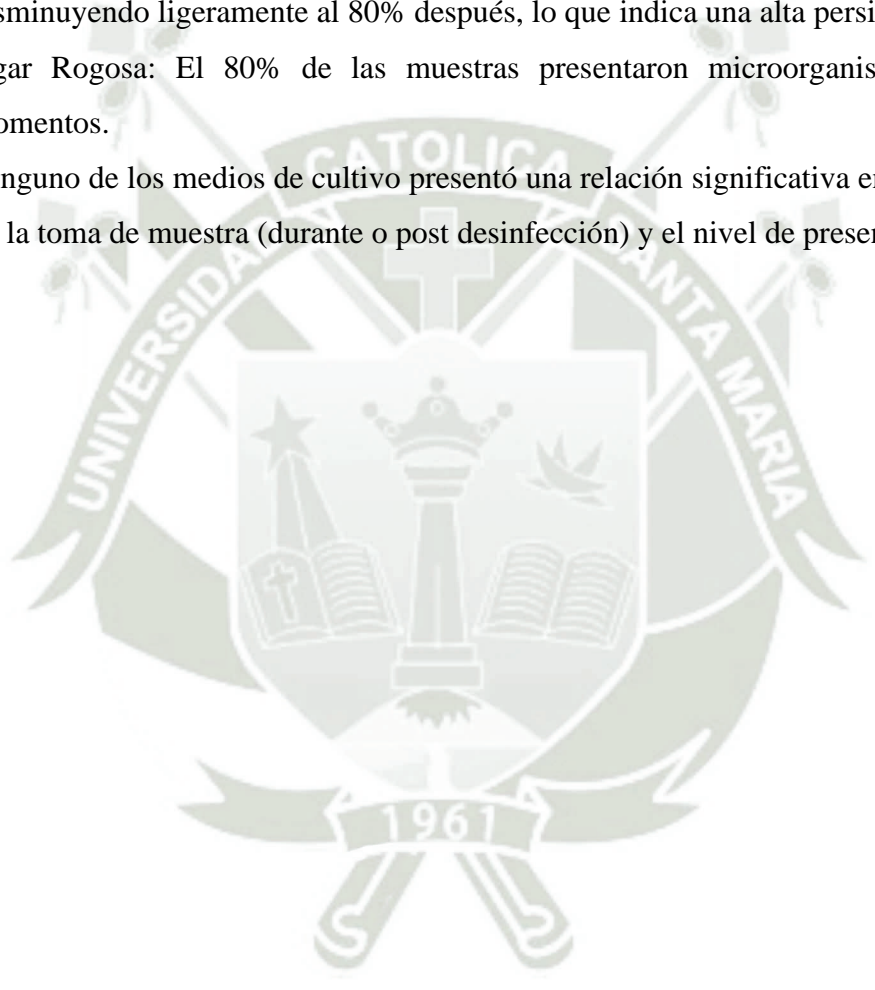 sminuyendo ligeramente al 80% después, lo que indica una alta persi
gar Rogosa: El 80% de las muestras presentaron microorganis
omentos.
nguno de los medios de cultivo presentó una relación significativa e
la toma de muestra (durante o post desinfección) y el nivel de prese
UNIVERSIDAD CATOLICA SANTA MARIA
1961